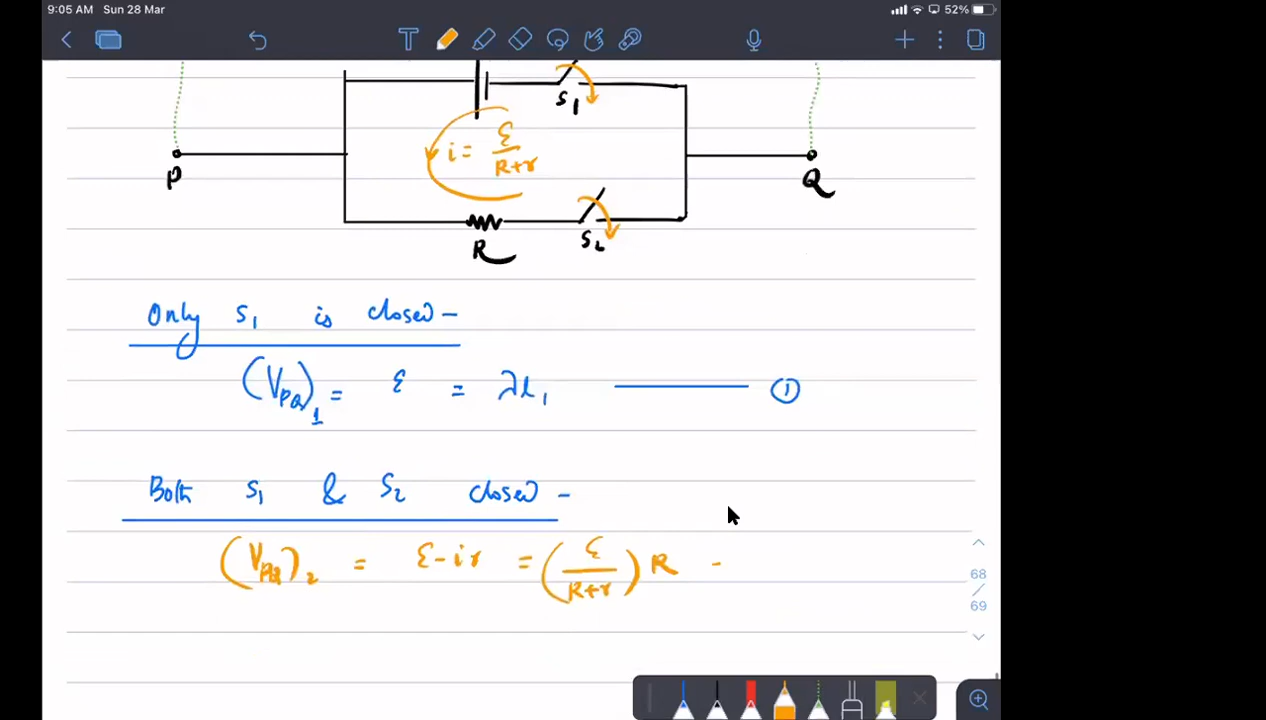 9:05 AM Sun 28 Mar
52%
S1
i = ε/(R+r)
P
Q
R
S2
Only S1 is closed -
(VPQ)1 = ε = λl1 ——— ①
Both S1 & S2 closed -
(VPQ)2 = ε - ir = (ε/(R+r)) R -
68
/
69